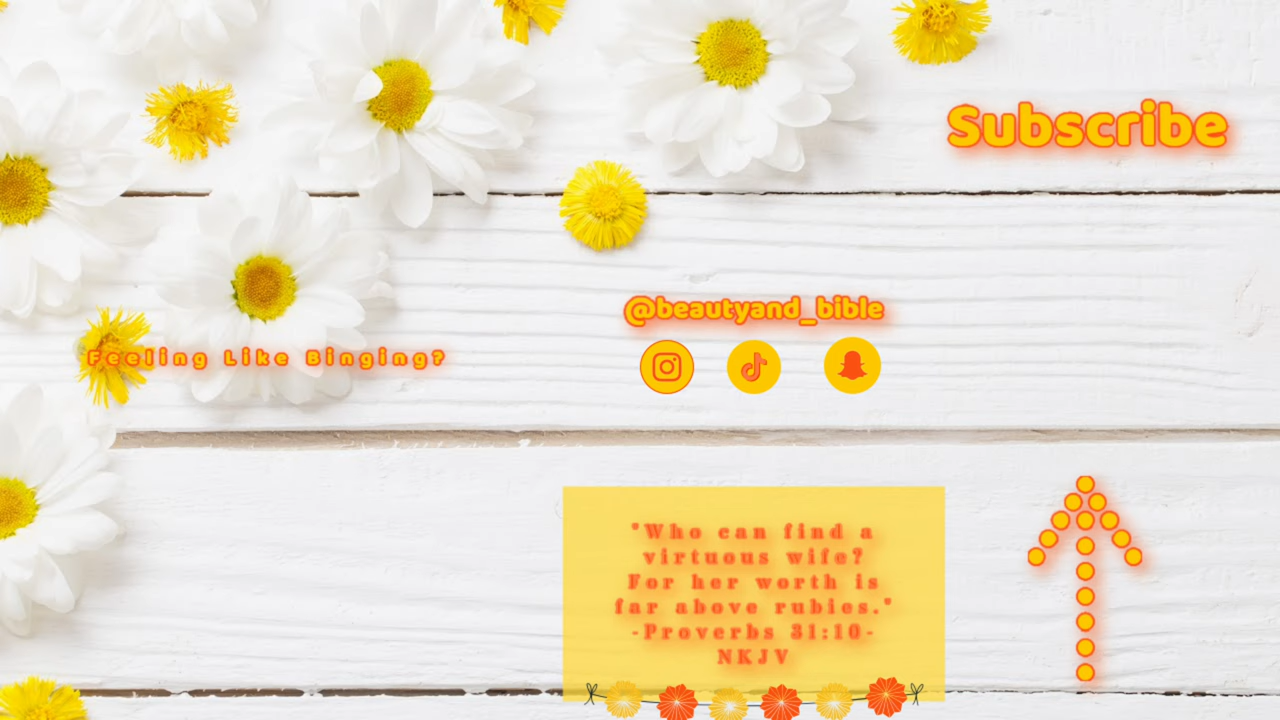 Subscribe
@beautyand_bible
Feeling Like Binging?
"Who can find a
virtuous wife?
For her worth is
far above rubies."
-Proverbs 31:10-
NKJV